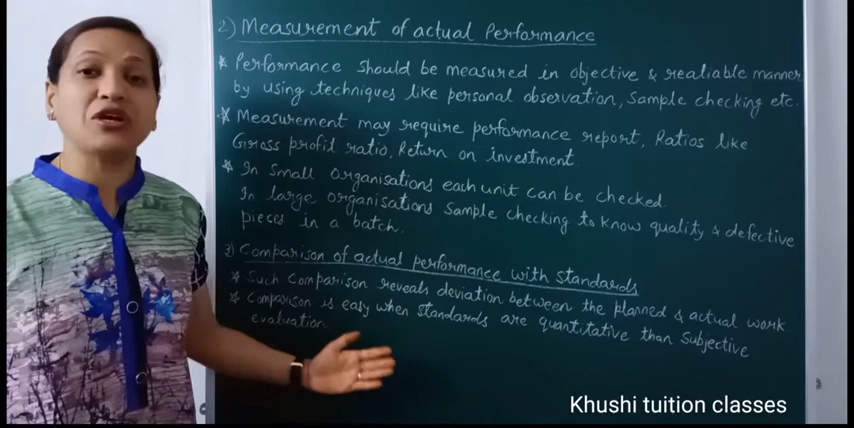 2) Measurement of actual Performance
* Performance should be measured in objective & realiable manner
by using techniques like personal observation, Sample checking etc.
* Measurement may require performance report, Ratios like
Gross profit ratio, Return on investment.
* In small organisations each unit can be checked.
In large organisations Sample checking to know quality & defective
pieces in a batch.
3) Comparison of actual performance with standards
* Such comparison reveals deviation between the planned & actual work.
* Comparison is easy when standards are quantitative than subjective
evaluation
Khushi tuition classes